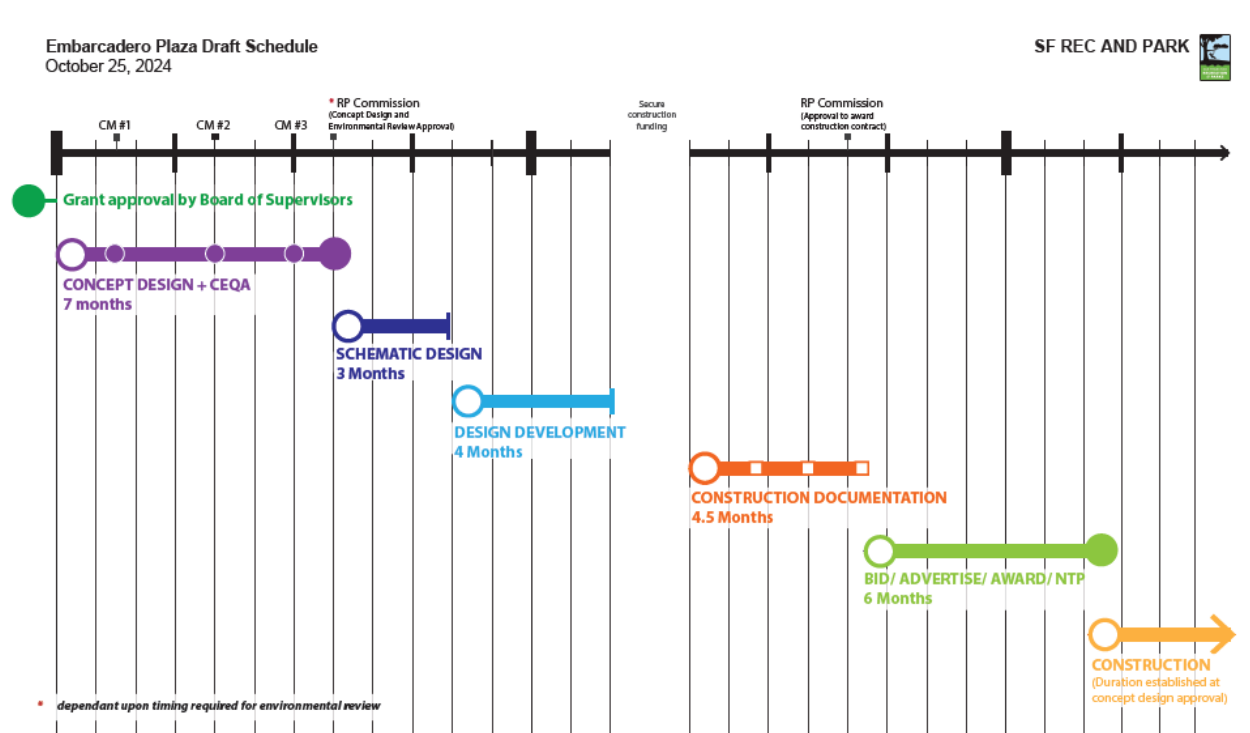 Embarcadero Plaza Draft Schedule
October 25, 2024
SF REC AND PARK
CM #1
CM #2
CM #3
* RP Commission
(Concept Design and
Environmental Review Approval)
Secure
construction
funding
RP Commission
(Approval to award
construction contract)
Grant approval by Board of Supervisors
CONCEPT DESIGN + CEQA
7 months
SCHEMATIC DESIGN
3 Months
DESIGN DEVELOPMENT
4 Months
CONSTRUCTION DOCUMENTATION
4.5 Months
BID/ ADVERTISE/ AWARD/ NTP
6 Months
CONSTRUCTION
(Duration established at
concept design approval)
* dependant upon timing required for environmental review